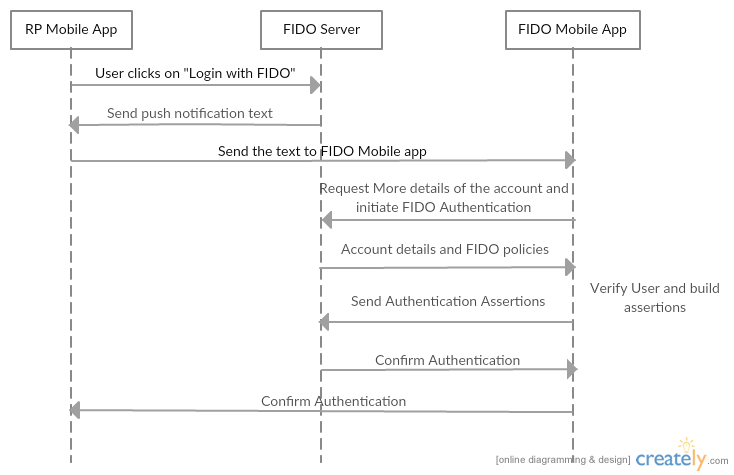 RP Mobile App
FIDO Server
FIDO Mobile App
User clicks on "Login with FIDO"
Send push notification text
Send the text to FIDO Mobile app
Request More details of the account and
initiate FIDO Authentication
Account details and FIDO policies
Verify User and build
assertions
Send Authentication Assertions
Confirm Authentication
Confirm Authentication
[online diagramming & design] creately.com